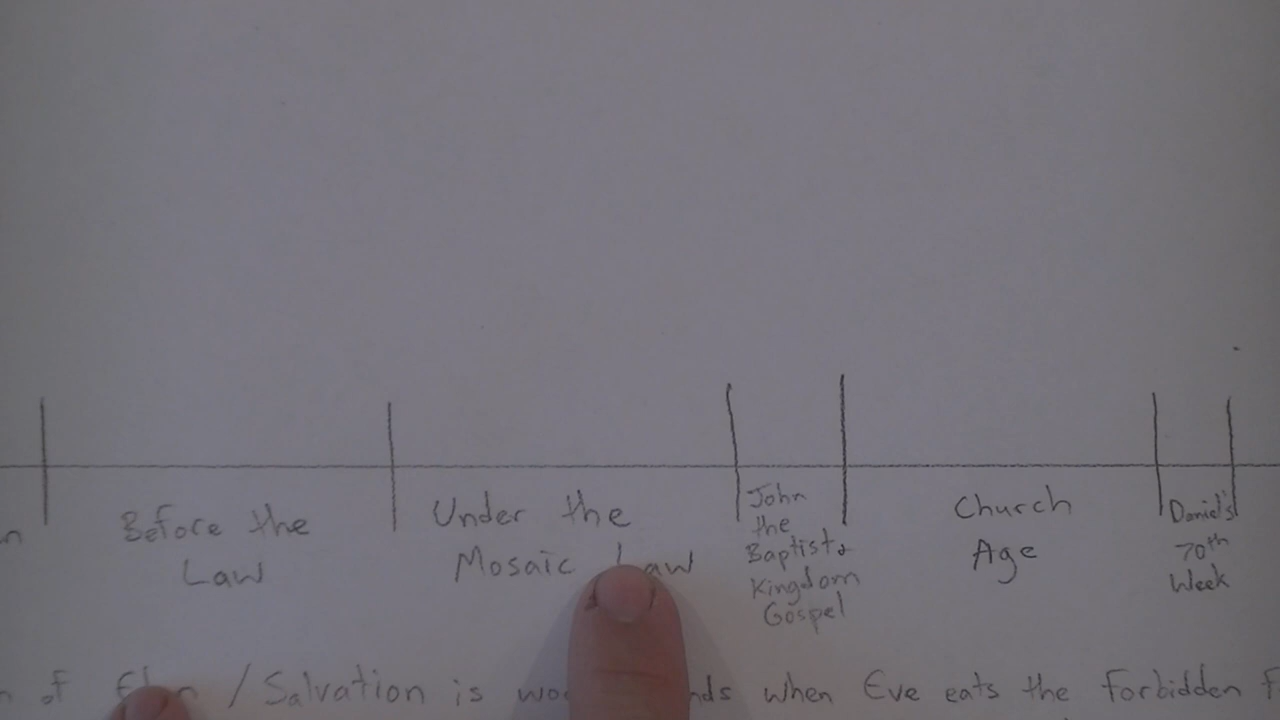 Before the
Law
Under the
Mosaic Law
John
the
Baptist &
Kingdom
Gospel
Church
Age
Daniel's
70th
Week
of / Salvation is when Eve eats the Forbidden